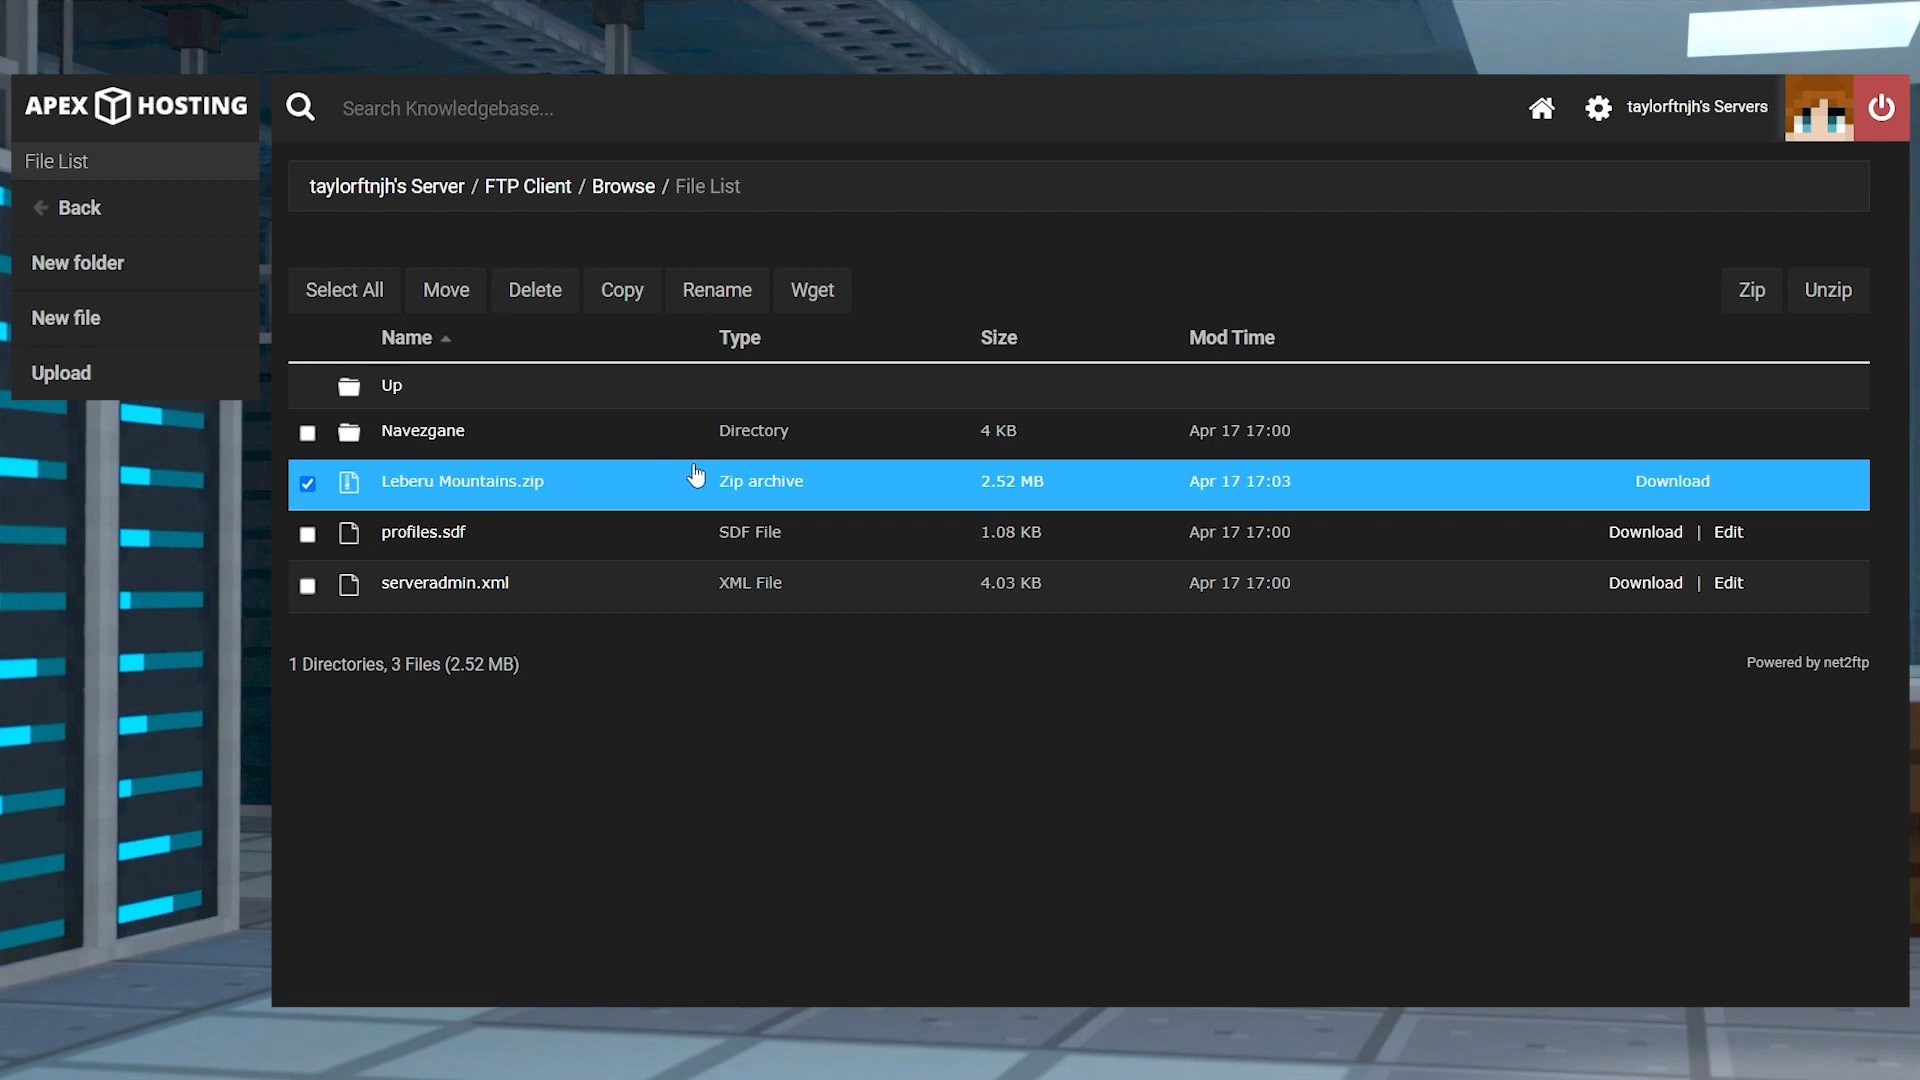 APEX HOSTING
Search Knowledgebase...
taylorftnjh's Servers
File List
Back
New folder
New file
Upload
taylorftnjh's Server / FTP Client / Browse / File List
Select All Move Delete Copy Rename Wget Zip Unzip
Name Type Size Mod Time
Up
Navezgane Directory 4 KB Apr 17 17:00
Leberu Mountains.zip Zip archive 2.52 MB Apr 17 17:03 Download
profiles.sdf SDF File 1.08 KB Apr 17 17:00 Download | Edit
serveradmin.xml XML File 4.03 KB Apr 17 17:00 Download | Edit
1 Directories, 3 Files (2.52 MB)
Powered by net2ftp